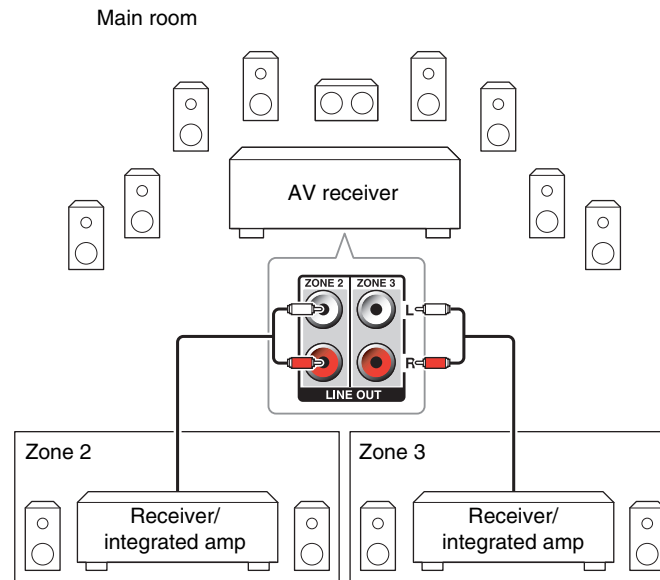 Main room
AV receiver
ZONE 2 ZONE 3
L
R
LINE OUT
Zone 2
Receiver/
integrated amp
Zone 3
Receiver/
integrated amp